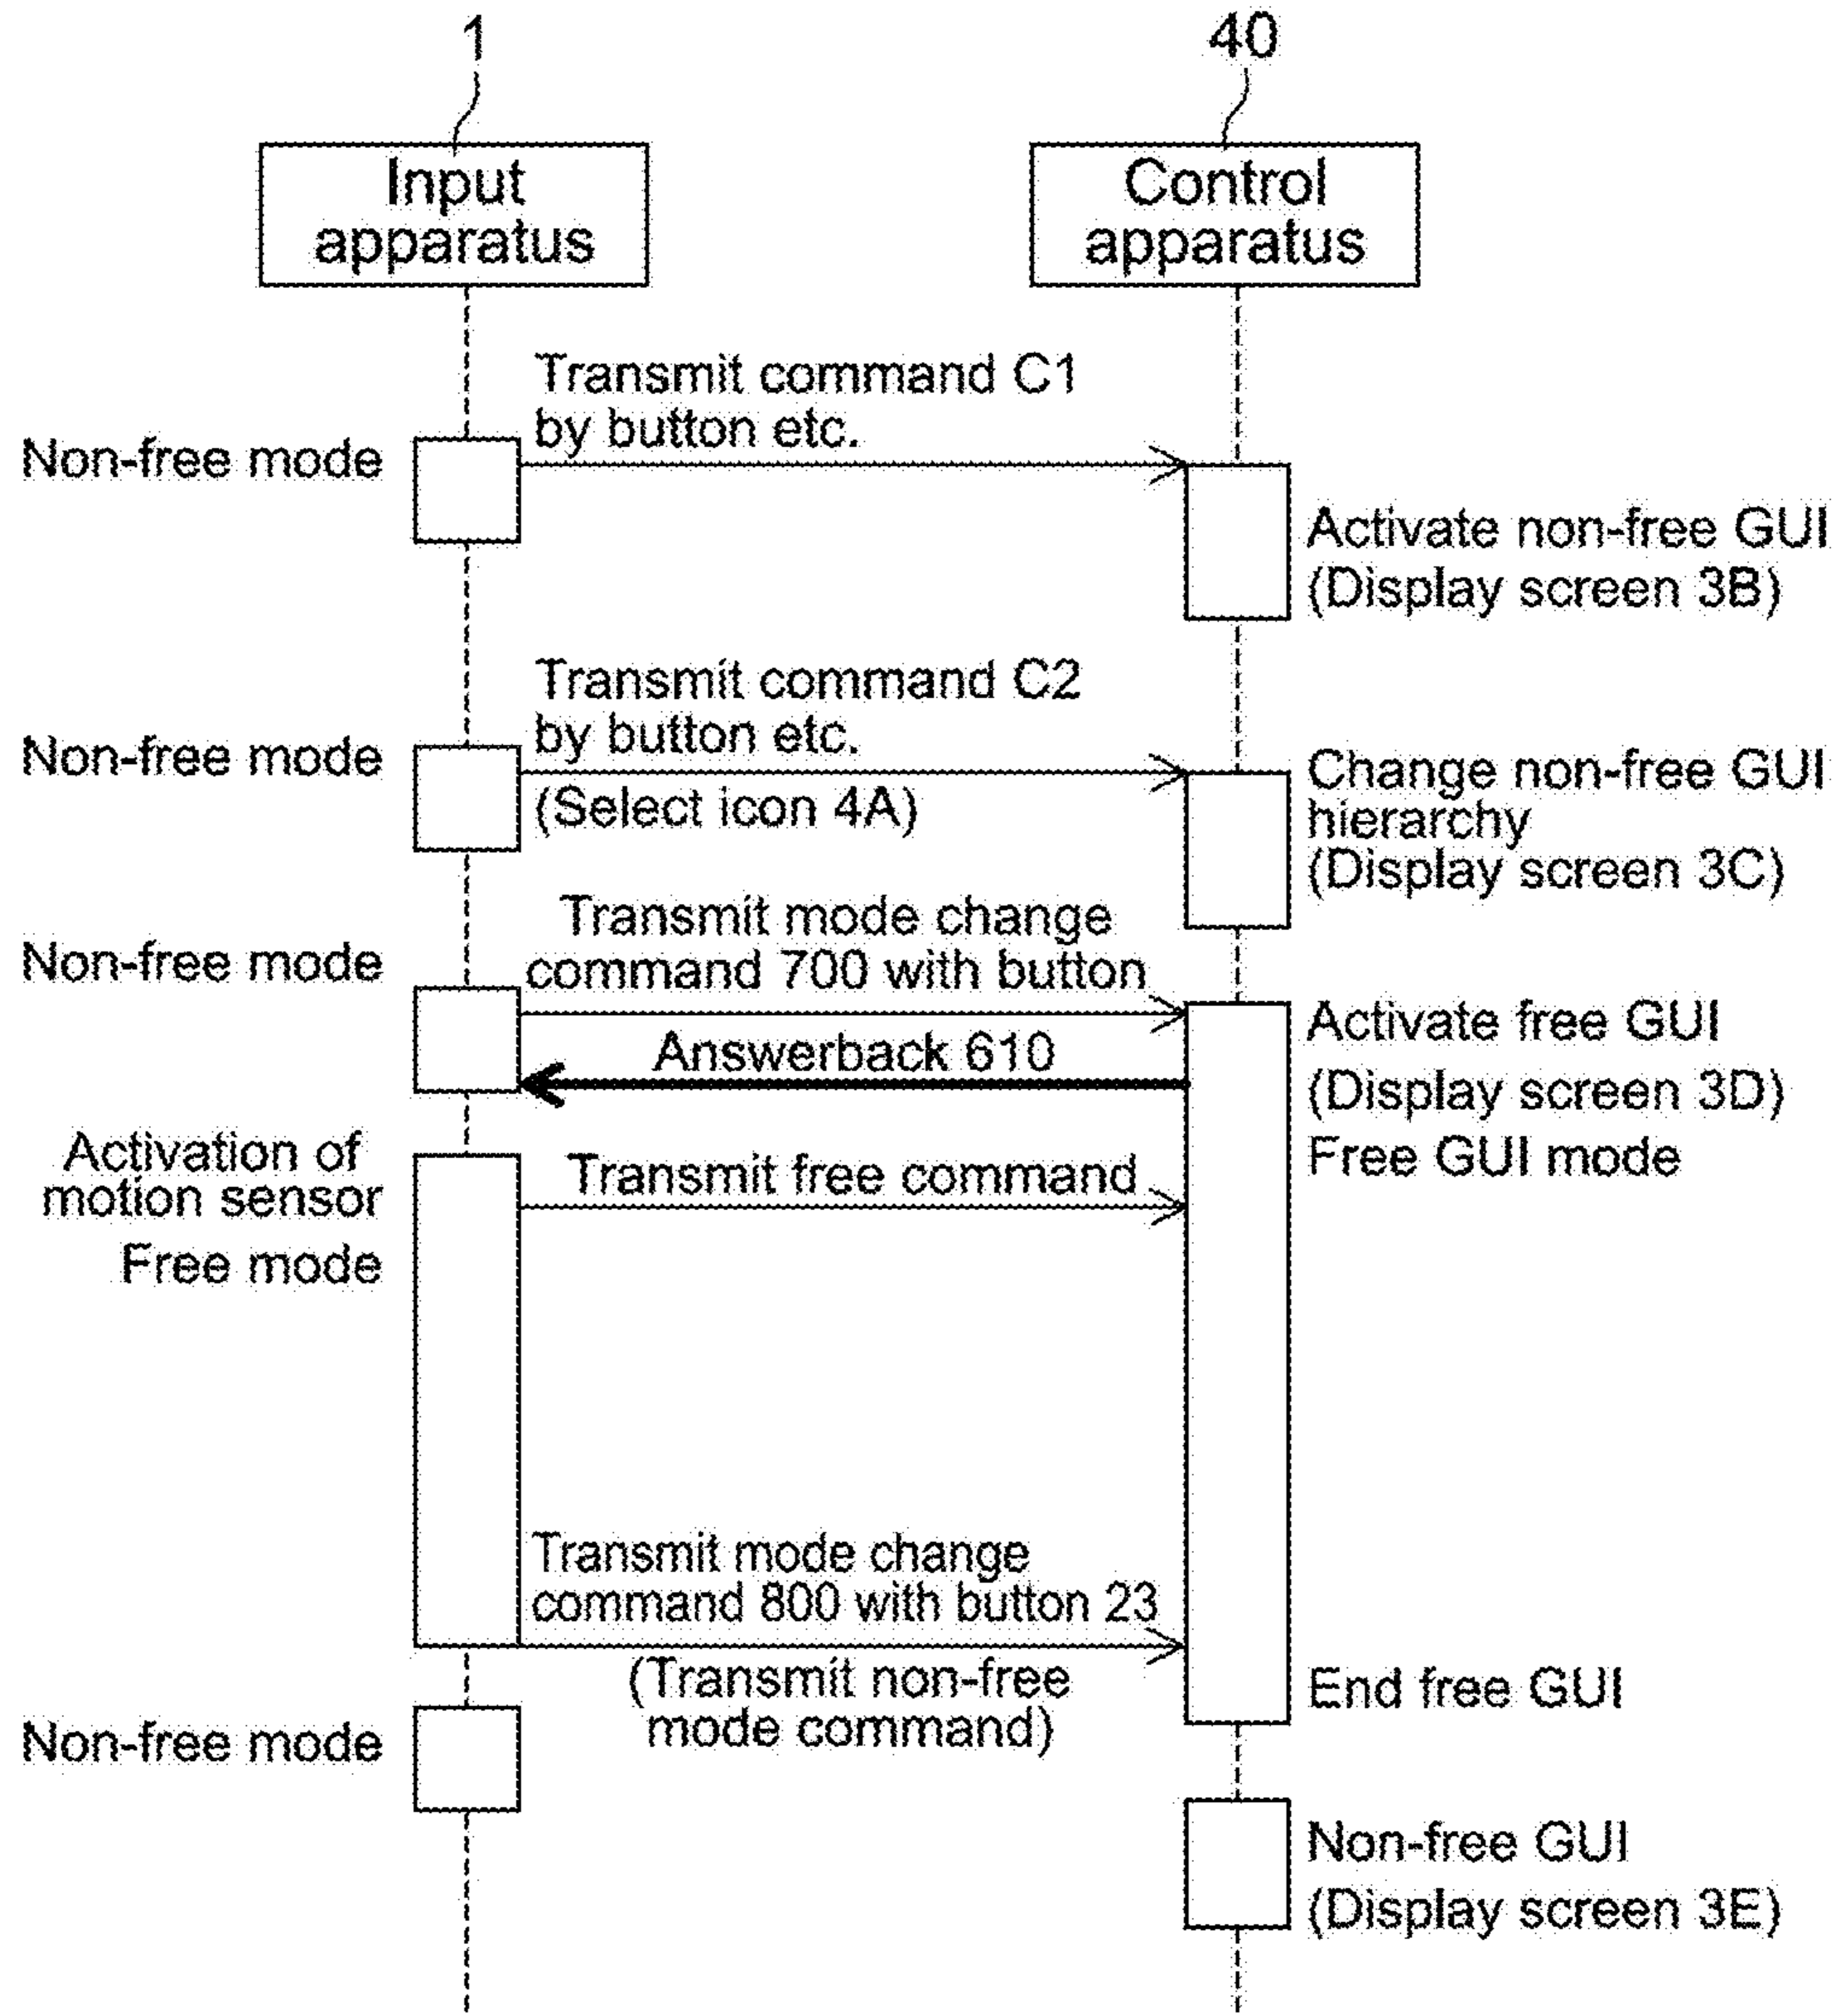 1
40
Input
apparatus
Control
apparatus
Transmit command C1
by button etc.
Non-free mode
Activate non-free GUI
(Display screen 3B)
Transmit command C2
by button etc.
Non-free mode
(Select icon 4A)
Change non-free GUI
hierarchy
(Display screen 3C)
Transmit mode change
command 700 with button
Non-free mode
Activate free GUI
Answerback 610
(Display screen 3D)
Free GUI mode
Activation of
motion sensor
Free mode
Transmit free command
Transmit mode change
command 800 with button 23
(Transmit non-free
mode command)
End free GUI
Non-free mode
Non-free GUI
(Display screen 3E)